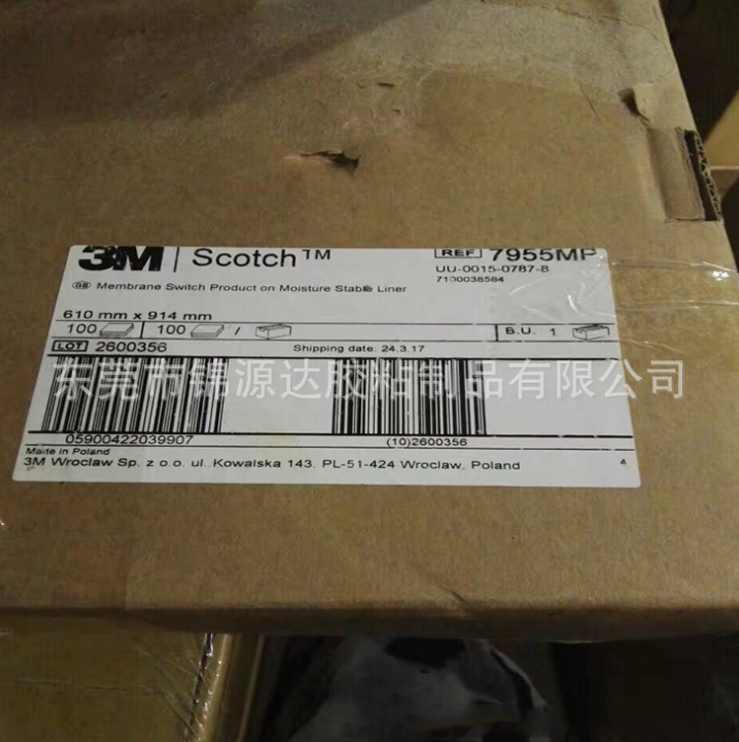 3M Scotch™ REF 7955MP
UU-0015-0787-8
7100038584
GB Membrane Switch Product on Moisture Stable Liner
610 mm x 914 mm
100 100 / B.U. 1
LOT 2600356 Shipping date: 24.3.17
东莞市锦源达胶粘制品有限公司
05900422039907 (10)2600356
Made in Poland
3M Wroclaw Sp. z o.o. ul. Kowalska 143. PL-51-424 Wroclaw, Poland 4